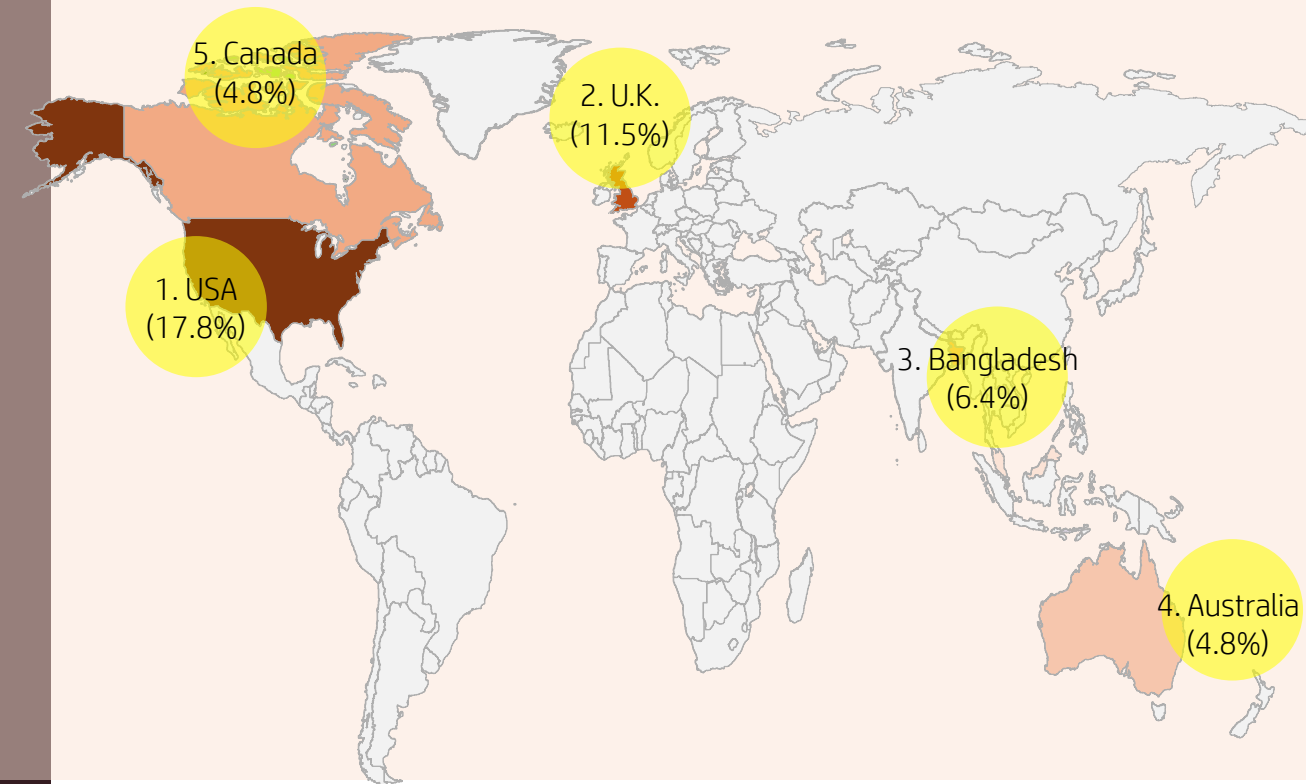 5. Canada
(4.8%)
2. U.K.
(11.5%)
1. USA
(17.8%)
3. Bangladesh
(6.4%)
4. Australia
(4.8%)